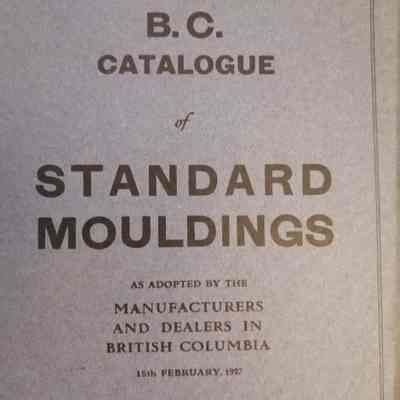 B. C.
CATALOGUE
of
STANDARD
MOULDINGS
AS ADOPTED BY THE
MANUFACTURERS
AND DEALERS IN
BRITISH COLUMBIA
15th FEBRUARY, 1927